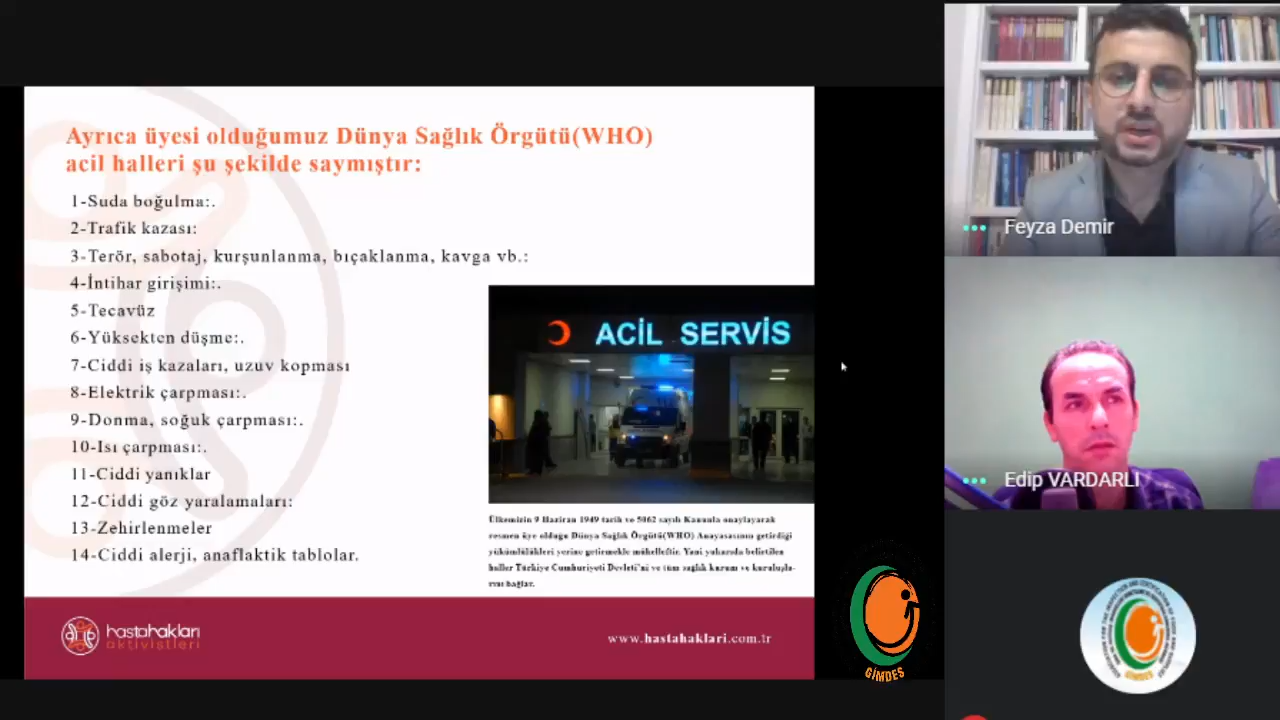 Ayrıca üyesi olduğumuz Dünya Sağlık Örgütü(WHO)
acil halleri şu şekilde saymıştır:
1-Suda boğulma:.
2-Trafik kazası:
3-Terör, sabotaj, kurşunlanma, bıçaklanma, kavga vb.:
4-İntihar girişimi:.
5-Tecavüz
6-Yüksekten düşme:.
7-Ciddi iş kazaları, uzuv kopması
8-Elektrik çarpması:.
9-Donma, soğuk çarpması:.
10-Isı çarpması:.
11-Ciddi yanıklar
12-Ciddi göz yaralamaları:
13-Zehirlenmeler
14-Ciddi alerji, anaflaktik tablolar.
ACİL SERVİS
Ülkemizin 9 Haziran 1949 tarih ve 5062 sayılı Kanunla onaylayarak
resmen üye olduğu Dünya Sağlık Örgütü(WHO) Anayasasının getirdiği
yükümlülükleri yerine getirmekle mükelleftir. Yani yukarıda belirtilen
haller Türkiye Cumhuriyeti Devleti'ni ve tüm sağlık kurum ve kuruluşla-
rını bağlar.
hastahakları
aktivistleri
www.hastahaklari.com.tr
GİMDES
Feyza Demir
Edip VARDARLI
GİMDES